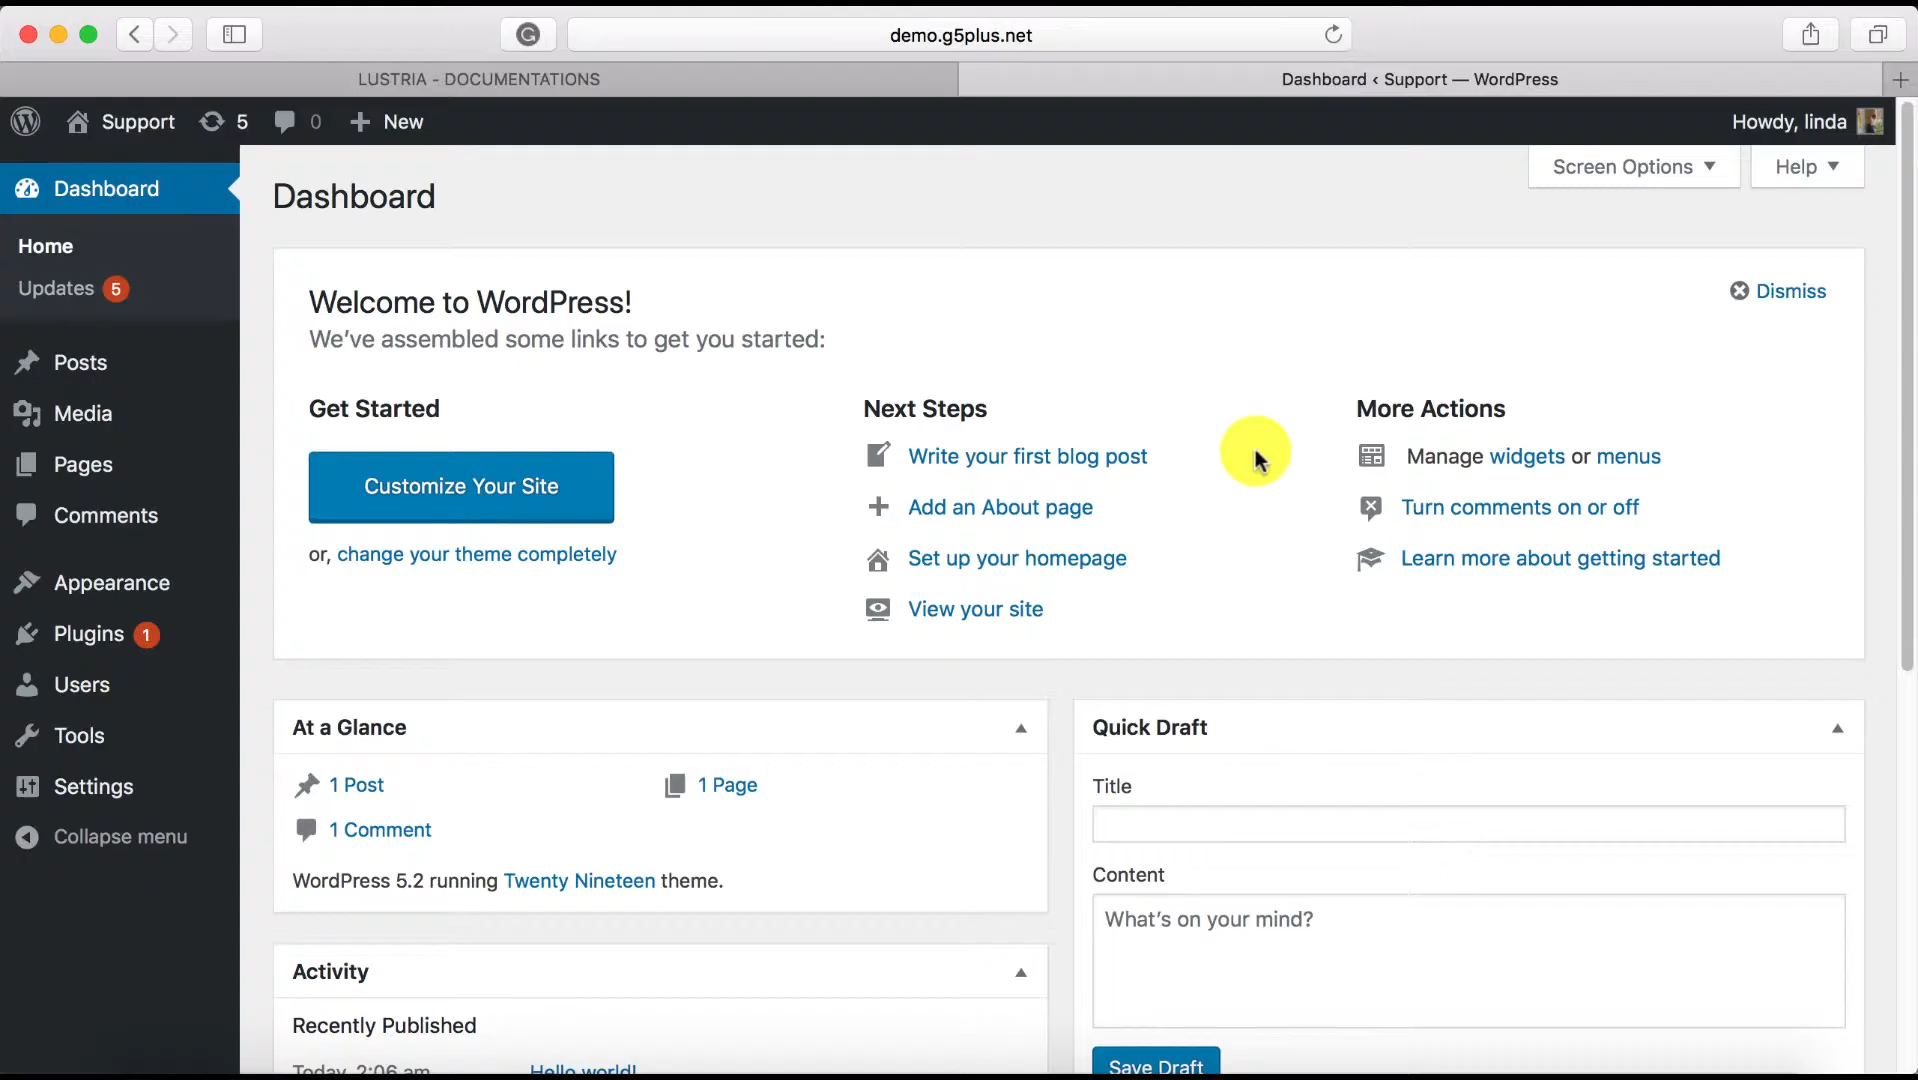 demo.g5plus.net
LUSTRIA - DOCUMENTATIONS
Dashboard ‹ Support — WordPress
Support 5 0 New
Howdy, linda
Screen Options
Help
Dashboard
Home
Updates 5
Posts
Media
Pages
Comments
Appearance
Plugins 1
Users
Tools
Settings
Collapse menu
Dashboard
Welcome to WordPress!
We’ve assembled some links to get you started:
Dismiss
Get Started
Customize Your Site
or, change your theme completely
Next Steps
Write your first blog post
Add an About page
Set up your homepage
View your site
More Actions
Manage widgets or menus
Turn comments on or off
Learn more about getting started
At a Glance
1 Post
1 Page
1 Comment
WordPress 5.2 running Twenty Nineteen theme.
Activity
Recently Published
Today, 2:06 am
Hello world!
Quick Draft
Title
Content
What’s on your mind?
Save Draft